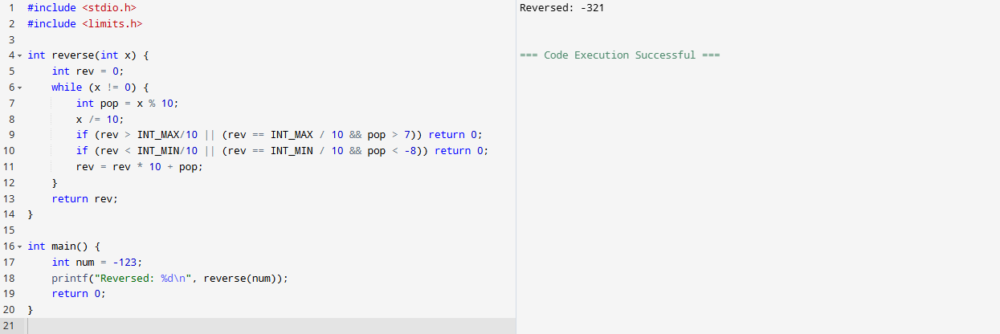 1 #include <stdio.h>
2 #include <limits.h>
3
4 int reverse(int x) {
5     int rev = 0;
6     while (x != 0) {
7         int pop = x % 10;
8         x /= 10;
9         if (rev > INT_MAX/10 || (rev == INT_MAX / 10 && pop > 7)) return 0;
10         if (rev < INT_MIN/10 || (rev == INT_MIN / 10 && pop < -8)) return 0;
11         rev = rev * 10 + pop;
12     }
13     return rev;
14 }
15
16 int main() {
17     int num = -123;
18     printf("Reversed: %d\n", reverse(num));
19     return 0;
20 }
21
Reversed: -321
=== Code Execution Successful ===